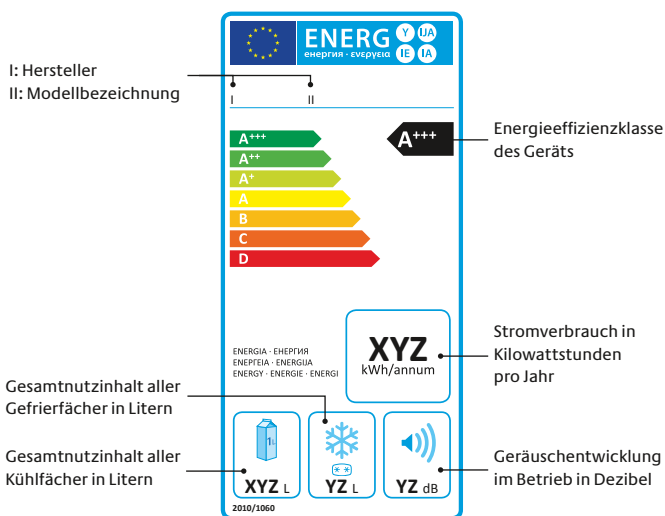 ENERG Y IJA
енергия · ενεργεια IE IA
I: Hersteller
II: Modellbezeichnung
I II
A+++
A++
A+
A
B
C
D
A+++
Energieeffizienzklasse
des Geräts
XYZ
kWh/annum
Stromverbrauch in
Kilowattstunden
pro Jahr
ENERGIA · ЕНЕРГИЯ
ΕΝΕΡΓΕΙΑ · ENERGIJA
ENERGY · ENERGIE · ENERGI
Gesamtnutzinhalt aller
Gefrierfächer in Litern
Gesamtnutzinhalt aller
Kühlfächer in Litern
1L
XYZ L
YZ L
YZ dB
Geräuschentwicklung
im Betrieb in Dezibel
2010/1060